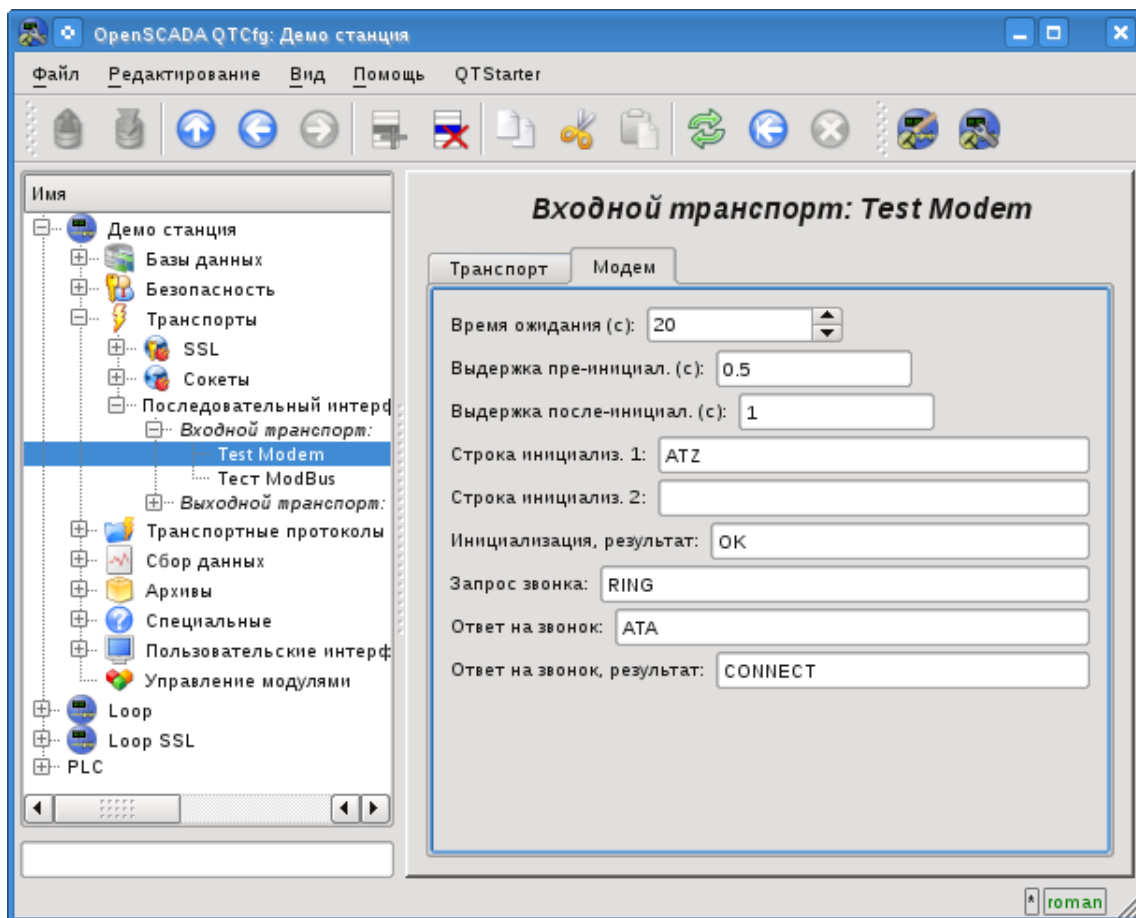 OpenSCADA QTCfg: Демо станция
Файл Редактирование Вид Помощь QTStarter
Имя
Демо станция
Базы данных
Безопасность
Транспорты
SSL
Сокеты
Последовательный интерф
Входной транспорт:
Test Modem
Тест ModBus
Выходной транспорт:
Транспортные протоколы
Сбор данных
Архивы
Специальные
Пользовательские интерф
Управление модулями
Loop
Loop SSL
PLC
Входной транспорт: Test Modem
Транспорт Модем
Время ожидания (с): 20
Выдержка пре-инициал. (с): 0.5
Выдержка после-инициал. (с): 1
Строка инициализ. 1: ATZ
Строка инициализ. 2:
Инициализация, результат: OK
Запрос звонка: RING
Ответ на звонок: ATA
Ответ на звонок, результат: CONNECT
* roman